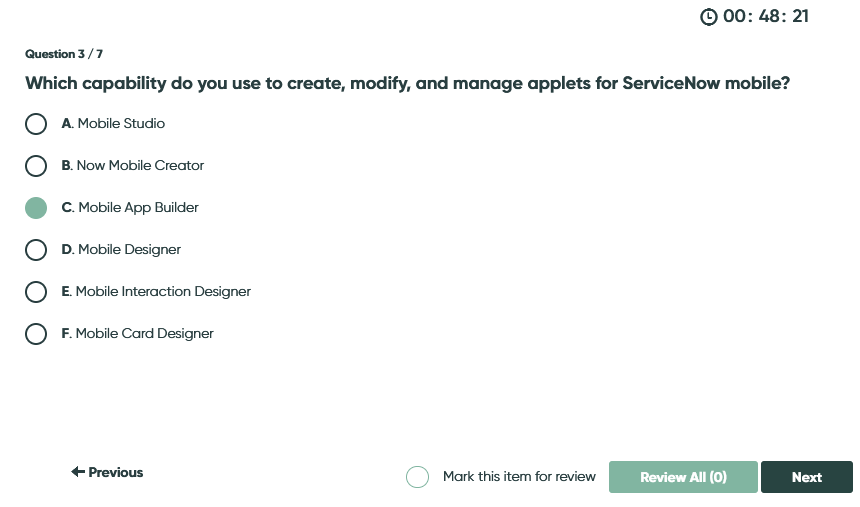 00: 48: 21
Question 3 / 7
Which capability do you use to create, modify, and manage applets for ServiceNow mobile?
A. Mobile Studio
B. Now Mobile Creator
C. Mobile App Builder
D. Mobile Designer
E. Mobile Interaction Designer
F. Mobile Card Designer
Previous
Mark this item for review
Review All (0)
Next